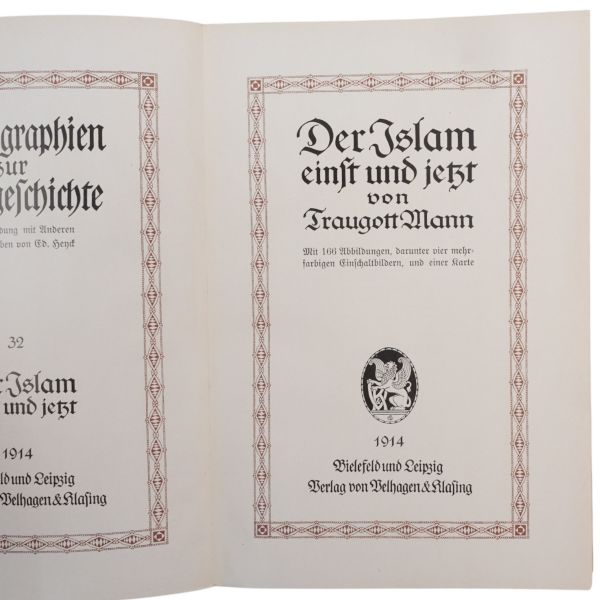 graphien
zur
geschichte
dung mit Anderen
ben von Ed. Heyck
32
r Islam
und jetzt
1914
ld und Leipzig
Velhagen & Klasing
Der Islam
einst und jetzt
von
Traugott Mann
Mit 166 Abbildungen, darunter vier mehr-
farbigen Einschaltbildern, und einer Karte
1914
Bielefeld und Leipzig
Verlag von Velhagen & Klasing